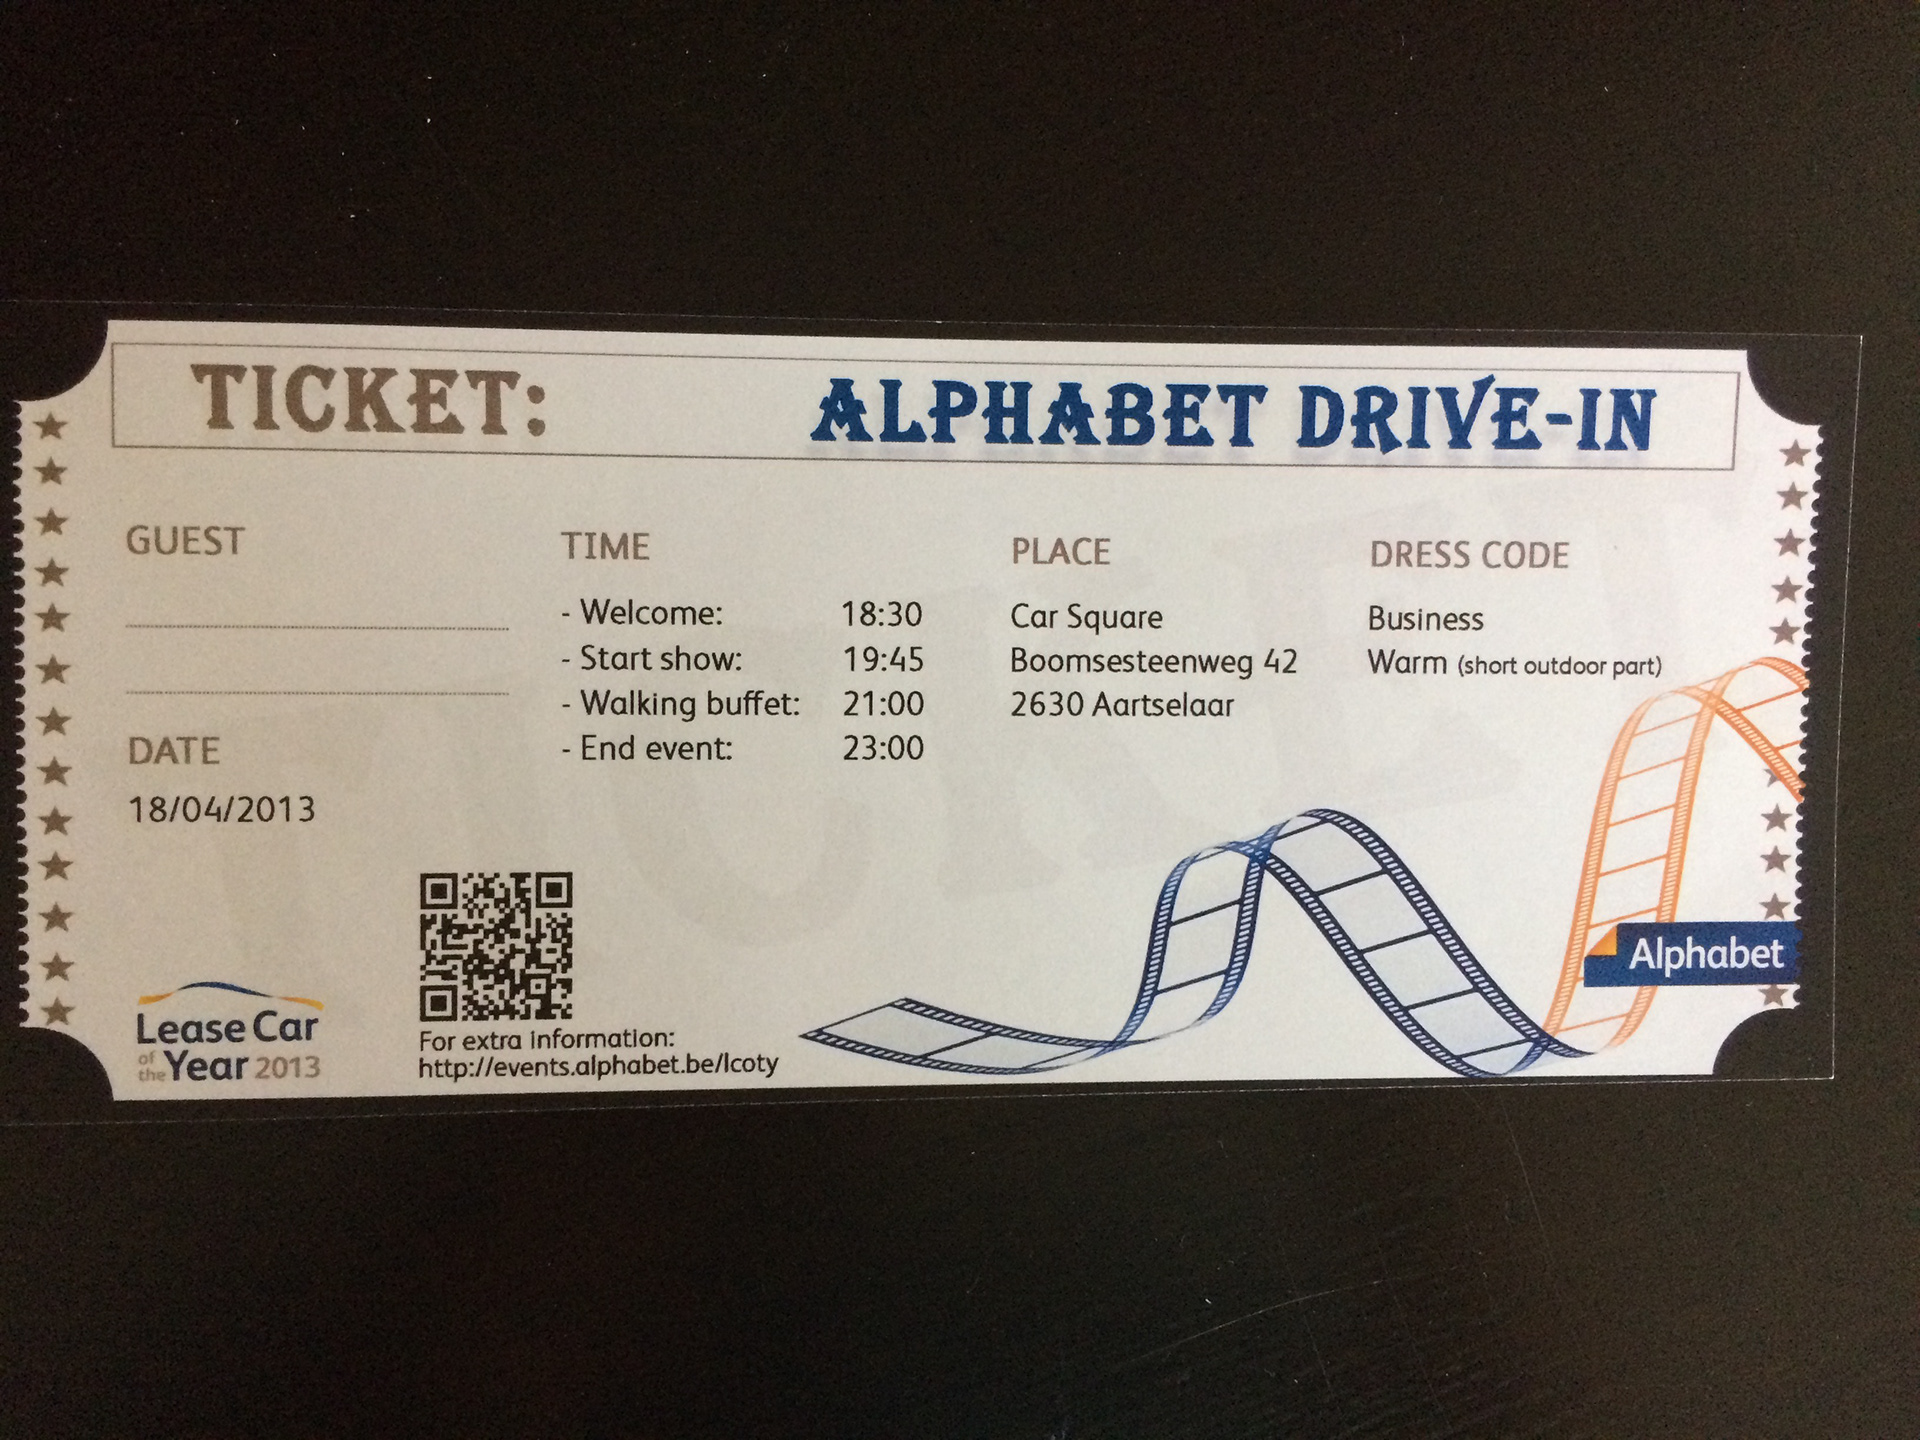 TICKET: ALPHABET DRIVE-IN
GUEST
DATE
18/04/2013
TIME
- Welcome: 18:30
- Start show: 19:45
- Walking buffet: 21:00
- End event: 23:00
PLACE
Car Square
Boomsesteenweg 42
2630 Aartselaar
DRESS CODE
Business
Warm (short outdoor part)
Lease Car
of the Year 2013
For extra information:
http://events.alphabet.be/lcoty
Alphabet